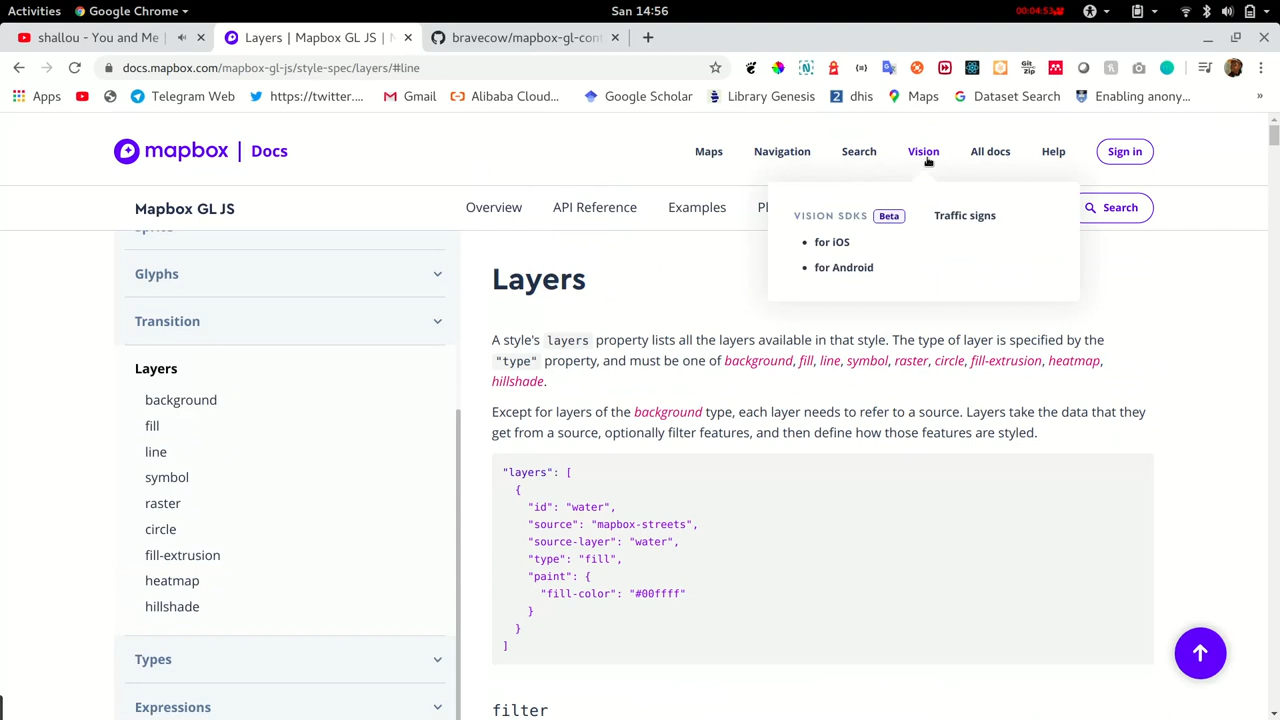 Activities
Google Chrome
San 14:56
00:04:53
shallou - You and Me
Layers | Mapbox GL JS |
bravecow/mapbox-gl-con
docs.mapbox.com/mapbox-gl-js/style-spec/layers/#line
Apps
Telegram Web
https://twitter....
Gmail
Alibaba Cloud...
Google Scholar
Library Genesis
dhis
Maps
Dataset Search
Enabling anony...
»
mapbox | Docs
Maps
Navigation
Search
Vision
All docs
Help
Sign in
Mapbox GL JS
Overview
API Reference
Examples
Search
VISION SDKS Beta
for iOS
for Android
Traffic signs
Glyphs
Transition
Layers
background
fill
line
symbol
raster
circle
fill-extrusion
heatmap
hillshade
Types
Expressions
Layers
A style's layers property lists all the layers available in that style. The type of layer is specified by the
"type" property, and must be one of background, fill, line, symbol, raster, circle, fill-extrusion, heatmap,
hillshade.
Except for layers of the background type, each layer needs to refer to a source. Layers take the data that they
get from a source, optionally filter features, and then define how those features are styled.
"layers": [
{
"id": "water",
"source": "mapbox-streets",
"source-layer": "water",
"type": "fill",
"paint": {
"fill-color": "#00ffff"
}
}
]
filter